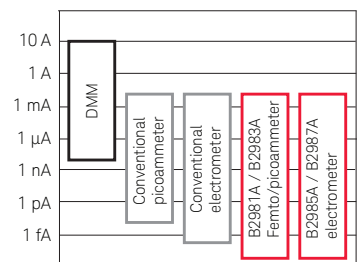 10 A
1 A
1 mA
1 µA
1 nA
1 pA
1 fA
DMM
Conventional
picoammeter
Conventional
electrometer
B2981A / B2983A
Femto/picoammeter
B2985A / B2987A
electrometer